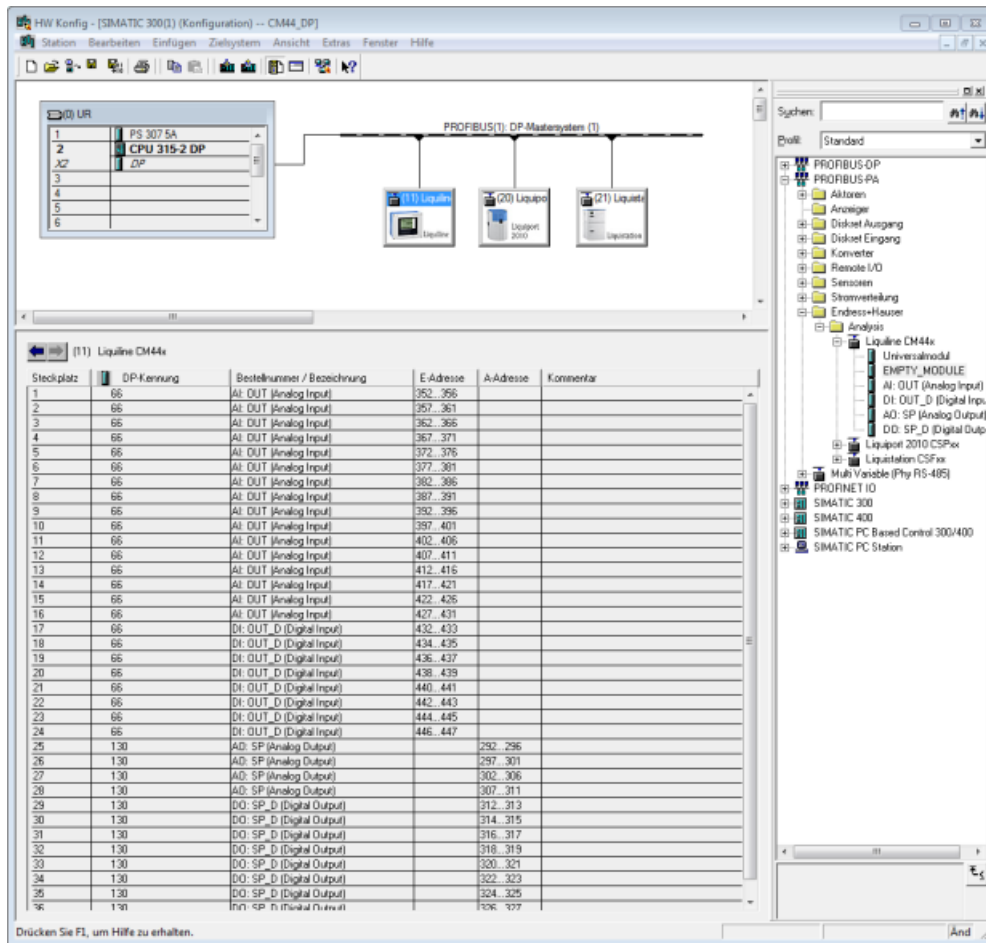 HW Konfig - [SIMATIC 300(1) (Konfiguration) -- CM44_DP]
Station Bearbeiten Einfügen Zielsystem Ansicht Extras Fenster Hilfe
(0) UR
1 PS 307 5A
2 CPU 315-2 DP
X2 DP
3
4
5
6
PROFIBUS(1): DP-Mastersystem (1)
(11) Liquiline
(20) Liquipo
(21) Liquista
Liquiline
Liquiport
2010
Liquistation
(11) Liquiline CM44x
Steckplatz DP-Kennung Bestellnummer / Bezeichnung E-Adresse A-Adresse Kommentar
1 66 AI: OUT (Analog Input) 352...356
2 66 AI: OUT (Analog Input) 357...361
3 66 AI: OUT (Analog Input) 362...366
4 66 AI: OUT (Analog Input) 367...371
5 66 AI: OUT (Analog Input) 372...376
6 66 AI: OUT (Analog Input) 377...381
7 66 AI: OUT (Analog Input) 382...386
8 66 AI: OUT (Analog Input) 387...391
9 66 AI: OUT (Analog Input) 392...396
10 66 AI: OUT (Analog Input) 397...401
11 66 AI: OUT (Analog Input) 402...406
12 66 AI: OUT (Analog Input) 407...411
13 66 AI: OUT (Analog Input) 412...416
14 66 AI: OUT (Analog Input) 417...421
15 66 AI: OUT (Analog Input) 422...426
16 66 AI: OUT (Analog Input) 427...431
17 66 DI: OUT_D (Digital Input) 432...433
18 66 DI: OUT_D (Digital Input) 434...435
19 66 DI: OUT_D (Digital Input) 436...437
20 66 DI: OUT_D (Digital Input) 438...439
21 66 DI: OUT_D (Digital Input) 440...441
22 66 DI: OUT_D (Digital Input) 442...443
23 66 DI: OUT_D (Digital Input) 444...445
24 66 DI: OUT_D (Digital Input) 446...447
25 130 AO: SP (Analog Output) 292...296
26 130 AO: SP (Analog Output) 297...301
27 130 AO: SP (Analog Output) 302...306
28 130 AO: SP (Analog Output) 307...311
29 130 DO: SP_D (Digital Output) 312...313
30 130 DO: SP_D (Digital Output) 314...315
31 130 DO: SP_D (Digital Output) 316...317
32 130 DO: SP_D (Digital Output) 318...319
33 130 DO: SP_D (Digital Output) 320...321
34 130 DO: SP_D (Digital Output) 322...323
35 130 DO: SP_D (Digital Output) 324...325
36 130 DO: SP_D (Digital Output) 326...327
Suchen:
Profil: Standard
PROFIBUS-DP
PROFIBUS-PA
Aktoren
Anzeiger
Diskret Ausgang
Diskret Eingang
Konverter
Remote I/O
Sensoren
Stromverteilung
Endress+Hauser
Analysis
Liquiline CM44x
Universalmodul
EMPTY_MODULE
AI: OUT (Analog Input)
DI: OUT_D (Digital Inpu
AO: SP (Analog Output)
DO: SP_D (Digital Outp
Liquiport 2010 CSPxx
Liquistation CSFxx
Multi Variable (Phy RS-485)
PROFINET IO
SIMATIC 300
SIMATIC 400
SIMATIC PC Based Control 300/400
SIMATIC PC Station
Drücken Sie F1, um Hilfe zu erhalten.
Änd